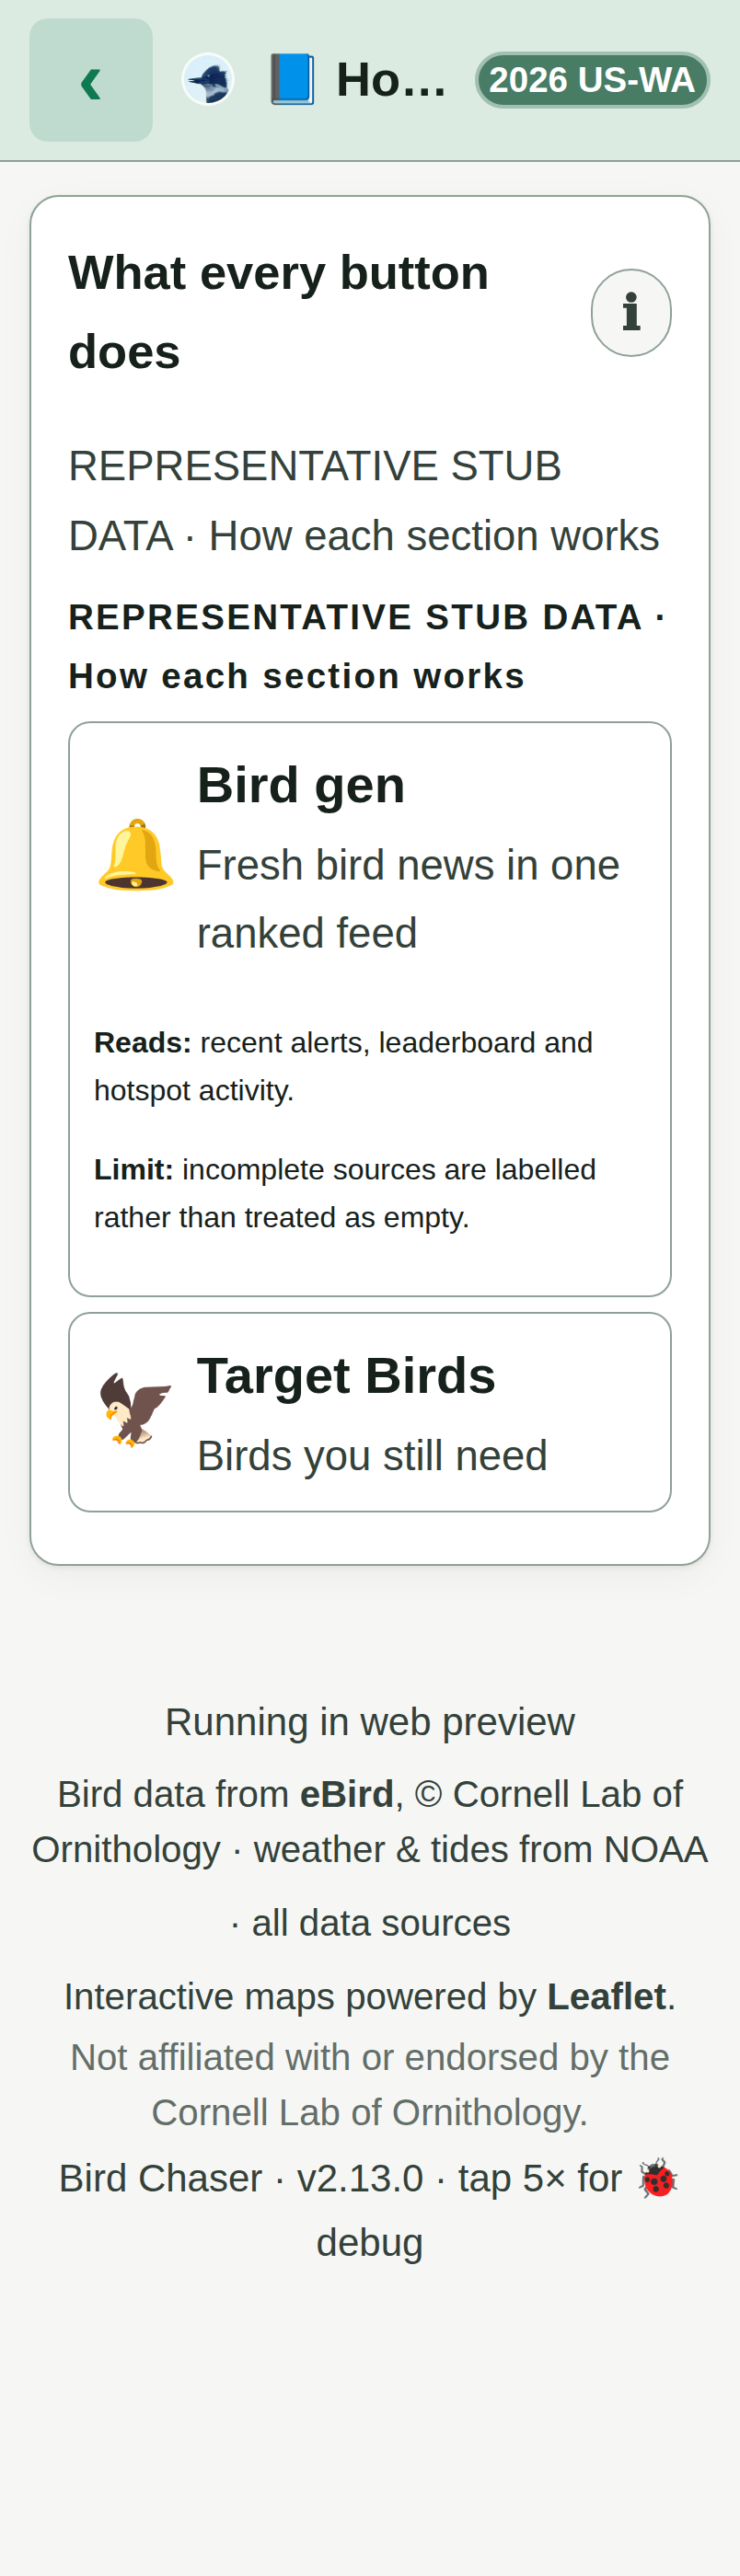 ‹ 📘 Ho... 2026 US-WA
What every button
does
ℹ
REPRESENTATIVE STUB
DATA · How each section works
REPRESENTATIVE STUB DATA ·
How each section works
🔔 Bird gen
Fresh bird news in one
ranked feed
Reads: recent alerts, leaderboard and
hotspot activity.
Limit: incomplete sources are labelled
rather than treated as empty.
🦅 Target Birds
Birds you still need
Running in web preview
Bird data from eBird, © Cornell Lab of
Ornithology · weather & tides from NOAA
· all data sources
Interactive maps powered by Leaflet.
Not affiliated with or endorsed by the
Cornell Lab of Ornithology.
Bird Chaser · v2.13.0 · tap 5× for 🐞
debug